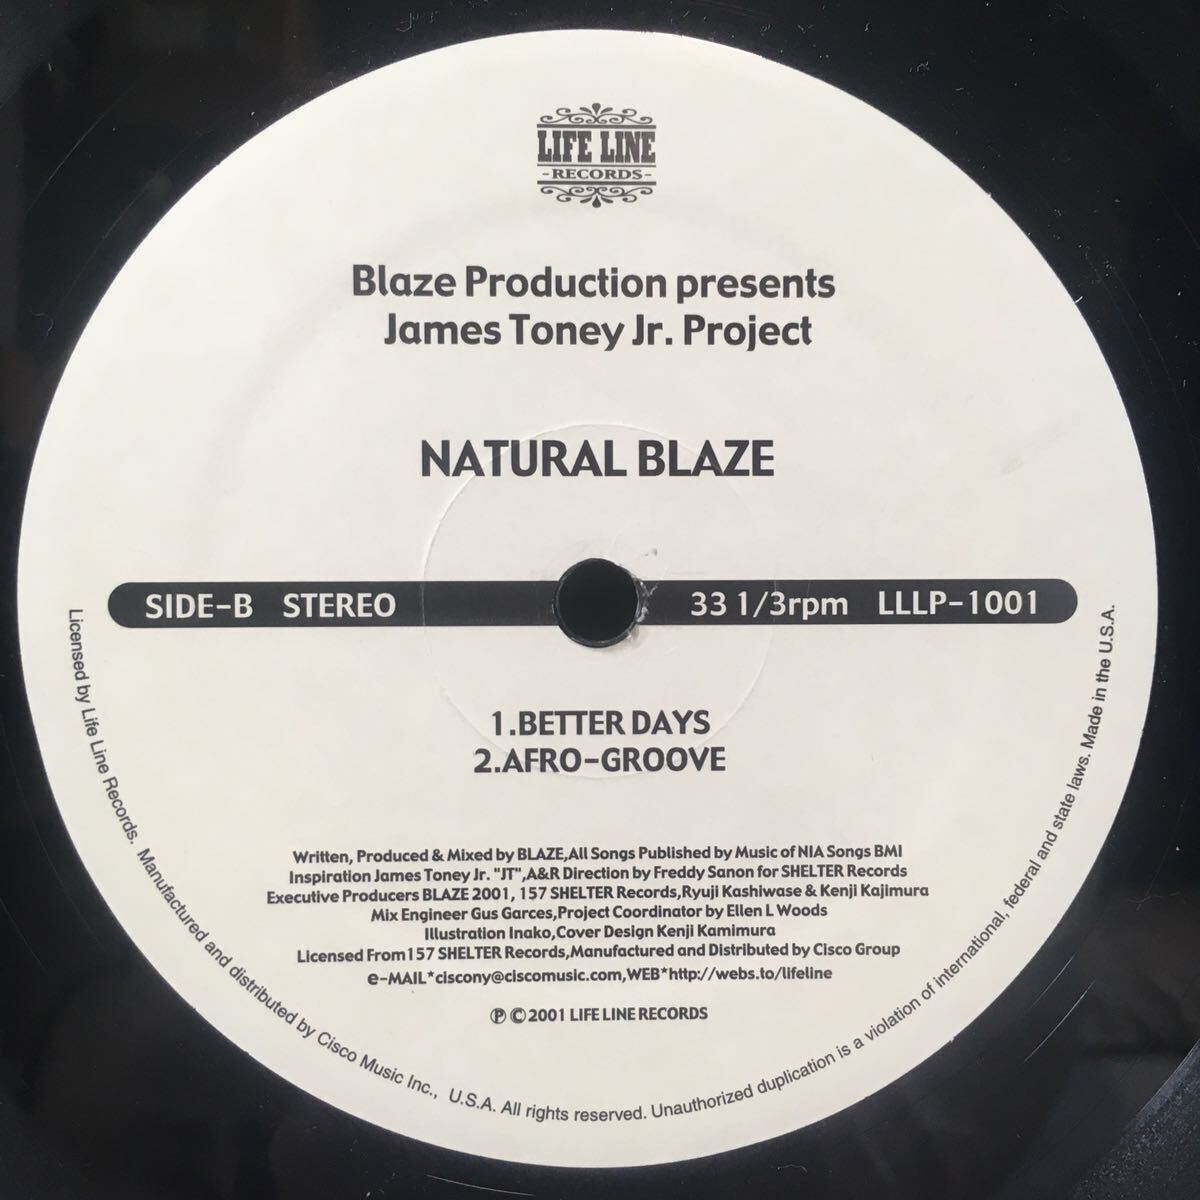 LIFE LINE
-RECORDS-
Blaze Production presents
James Toney Jr. Project
NATURAL BLAZE
SIDE-B STEREO 33 1/3rpm LLLP-1001
1.BETTER DAYS
2.AFRO-GROOVE
Written, Produced & Mixed by BLAZE,All Songs Published by Music of NIA Songs BMI
Inspiration James Toney Jr. "JT",A&R Direction by Freddy Sanon for SHELTER Records
Executive Producers BLAZE 2001, 157 SHELTER Records,Ryuji Kashiwase & Kenji Kajimura
Mix Engineer Gus Garces,Project Coordinator by Ellen L Woods
Illustration Inako,Cover Design Kenji Kamimura
Licensed From157 SHELTER Records,Manufactured and Distributed by Cisco Group
e-MAIL*ciscony@ciscomusic.com,WEB*http://webs.to/lifeline
Ⓟ©2001 LIFE LINE RECORDS
Licensed by Life Line Records. Manufactured and distributed by Cisco Music Inc., U.S.A. All rights reserved. Unauthorized duplication is a violation of international, federal and state laws. Made in the U.S.A.